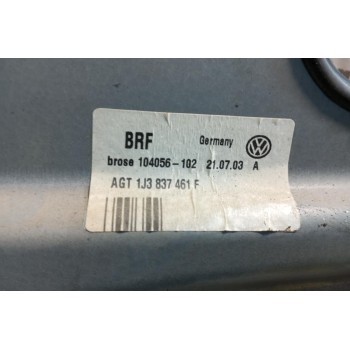 BRF Germany
brose 104056-102 21.07.03 A
AGT 1J3 837 461 F